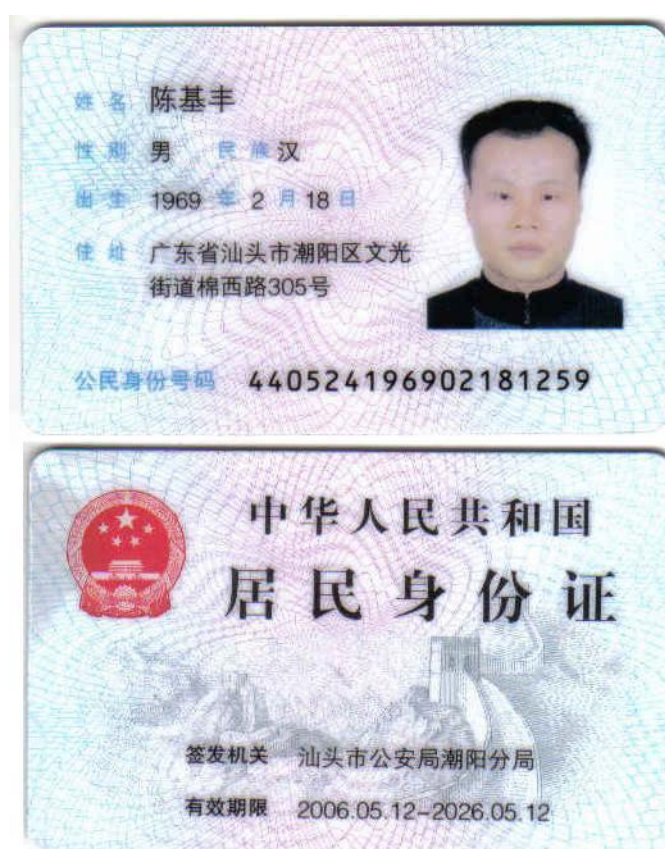 姓名 陈基丰
性别 男 民族 汉
出生 1969 年 2 月 18 日
住址 广东省汕头市潮阳区文光
街道棉西路305号
公民身份号码 440524196902181259
中华人民共和国
居民身份证
签发机关 汕头市公安局潮阳分局
有效期限 2006.05.12-2026.05.12